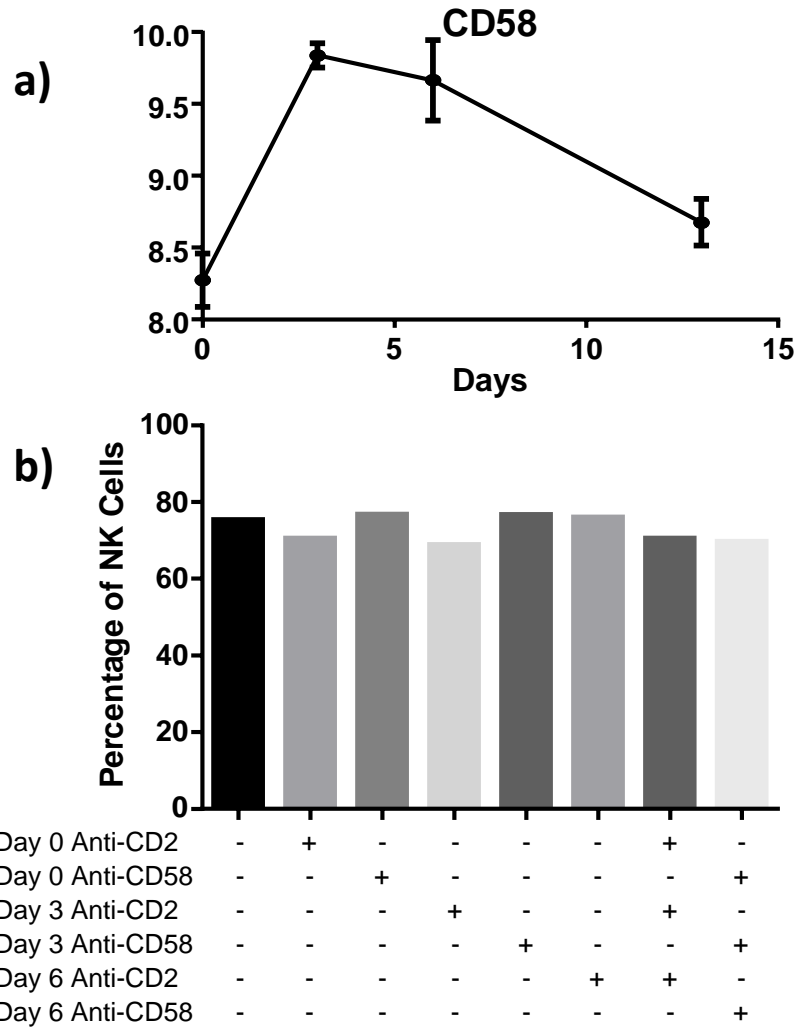 CD58
a)
10.0
9.5
9.0
8.5
8.0
0 5 10 15
Days
b)
Percentage of NK Cells
100
80
60
40
20
0
Day 0 Anti-CD2 - + - - - - + -
Day 0 Anti-CD58 - - + - - - - +
Day 3 Anti-CD2 - - - + - - + -
Day 3 Anti-CD58 - - - - + - - +
Day 6 Anti-CD2 - - - - - + + -
Day 6 Anti-CD58 - - - - - - - +